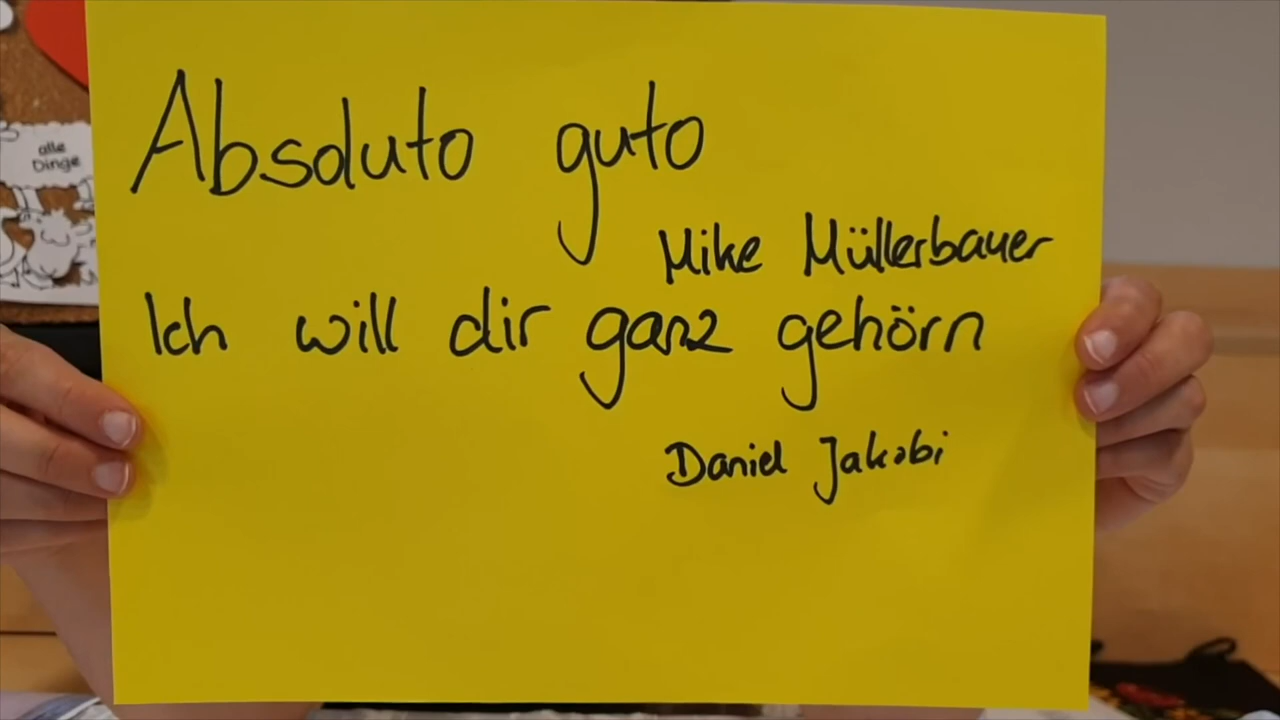 alle
Dinge
Absoluto guto
Mike Müllerbauer
Ich will dir ganz gehörn
Daniel Jakobi